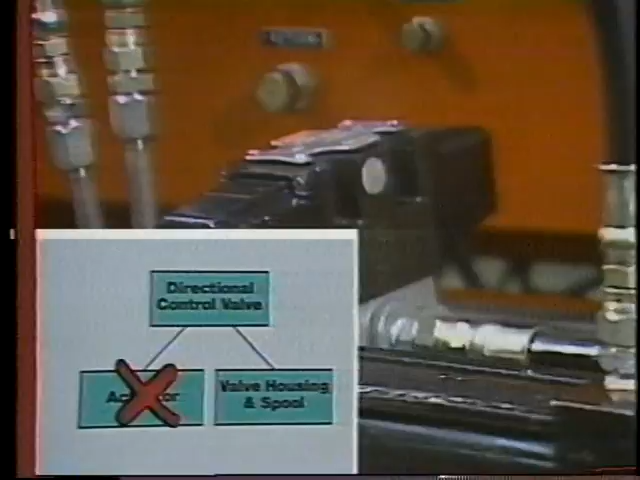 Directional
Control Valve
Valve Housing
& Spool